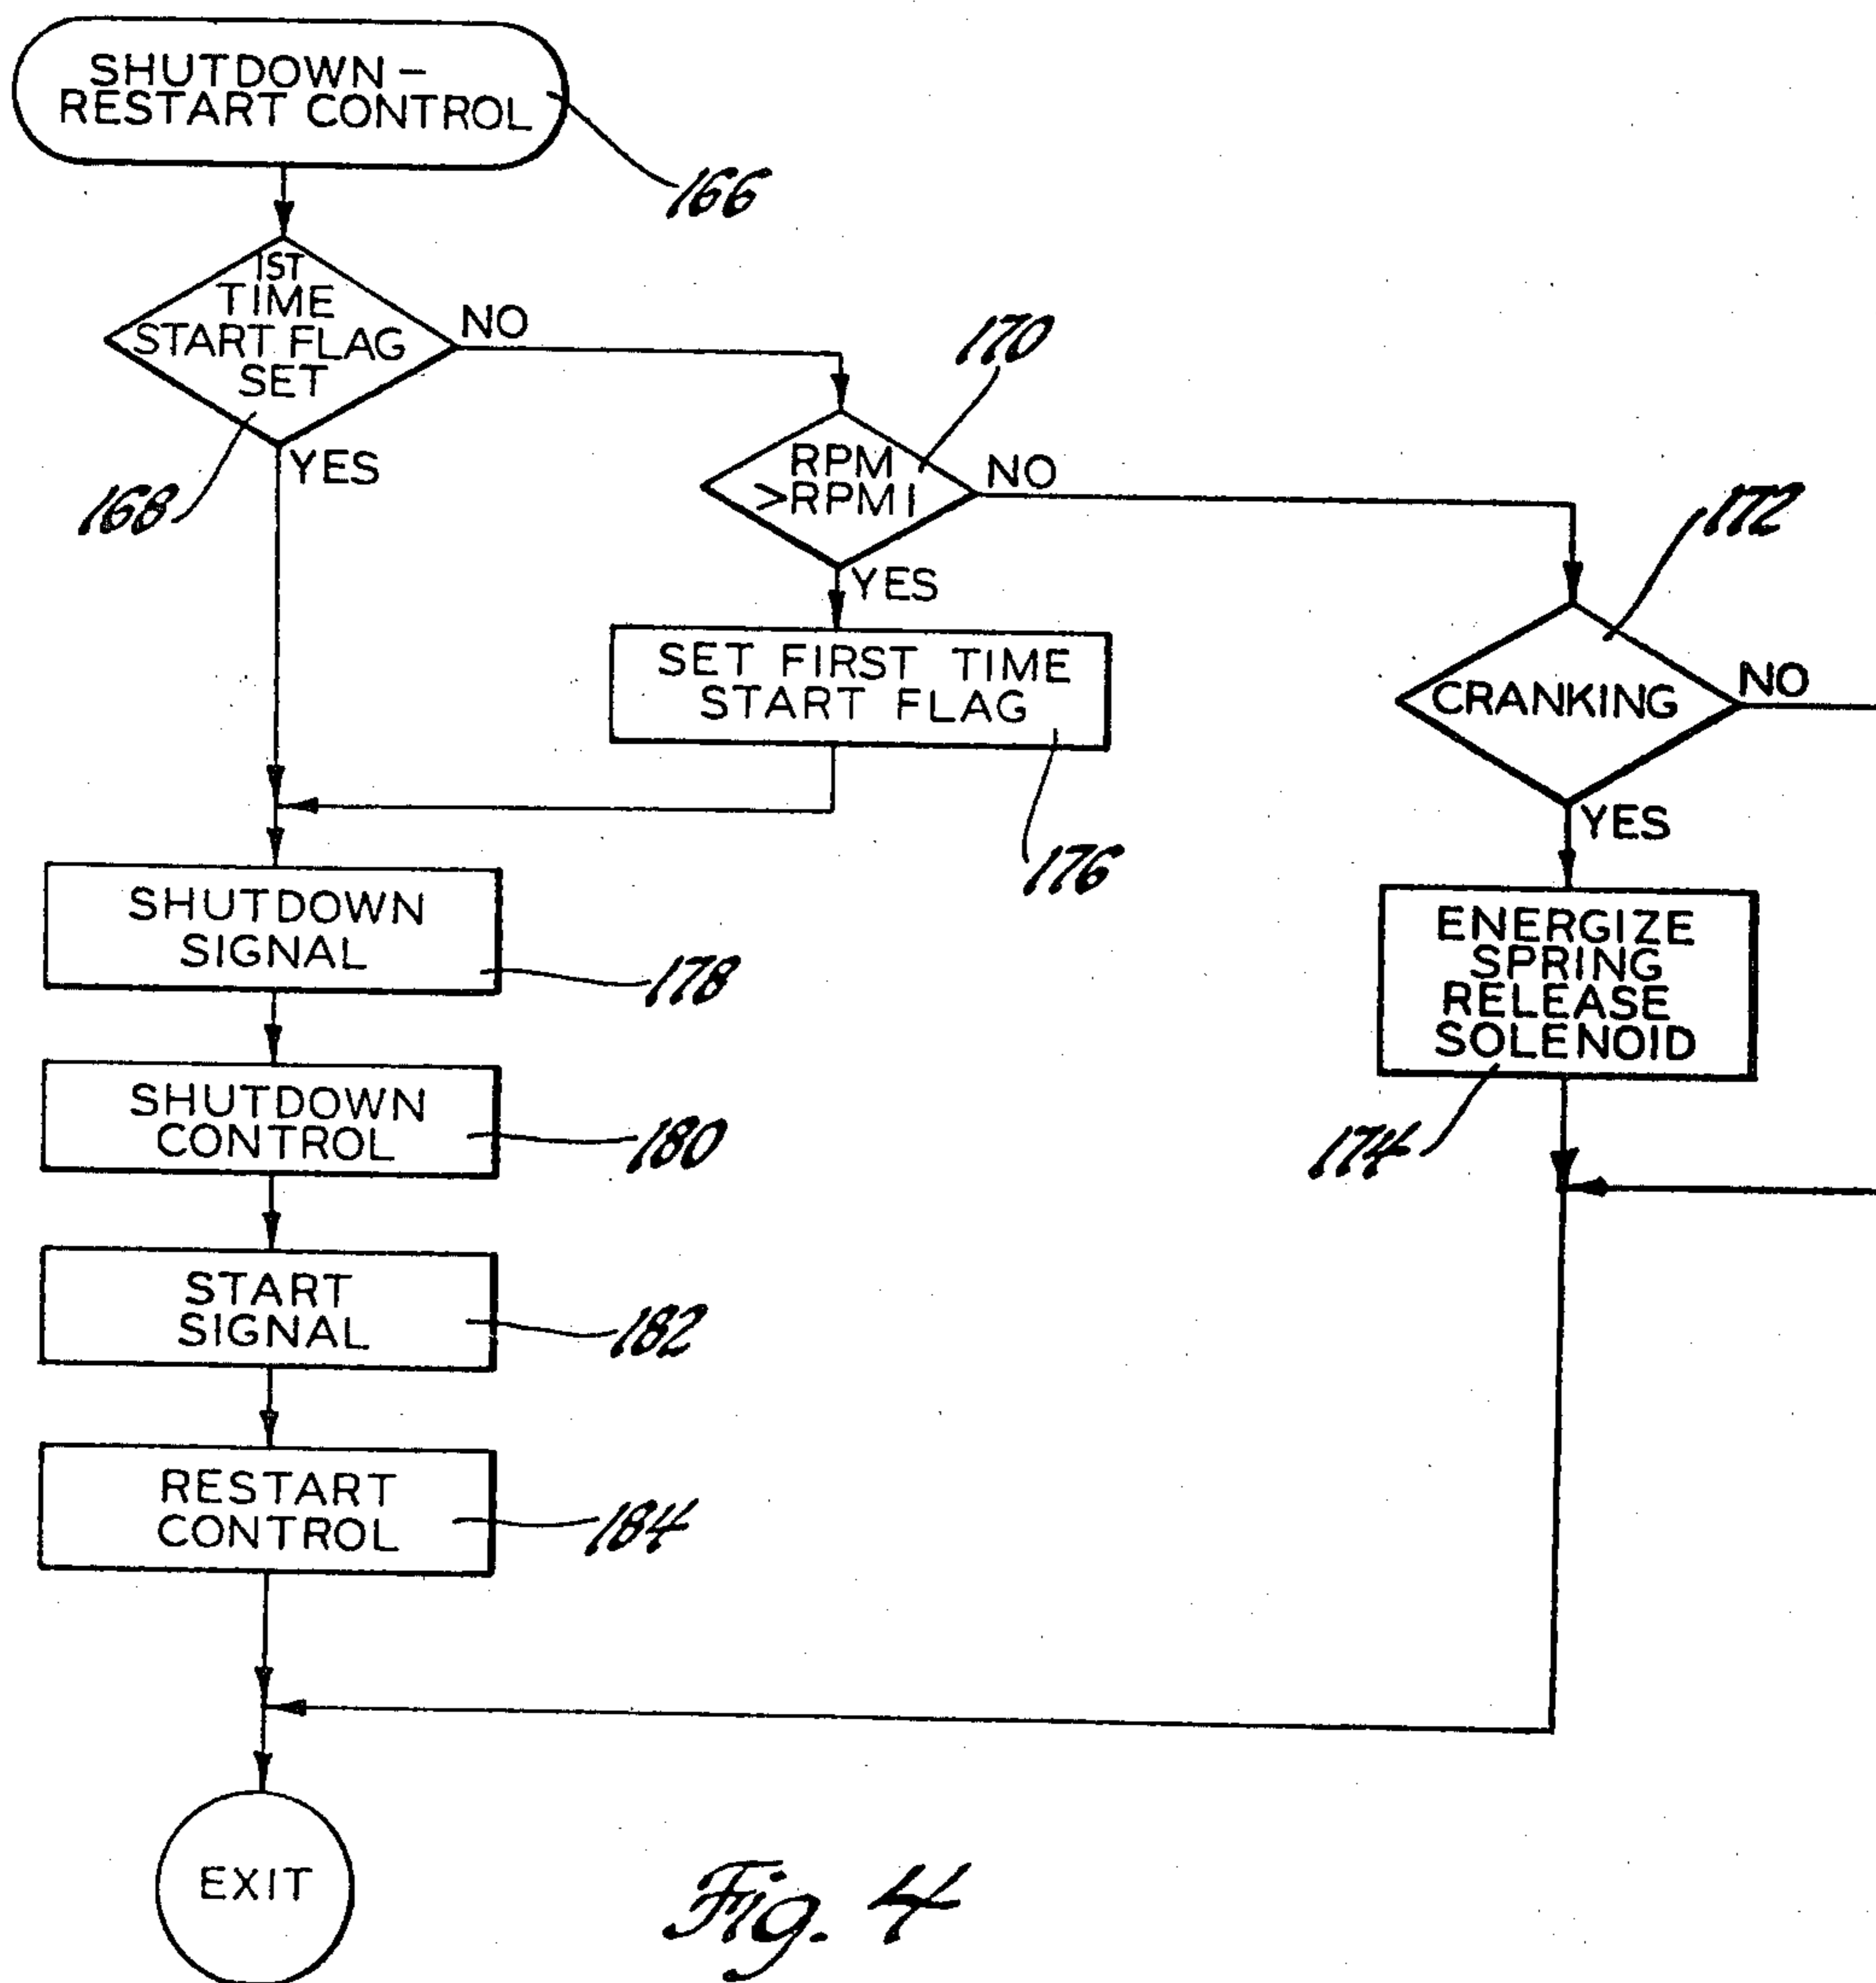 SHUTDOWN –
RESTART CONTROL
166
1ST
TIME
START FLAG
SET
NO
YES
168
170
RPM
>RPM1
NO
YES
172
CRANKING
NO
YES
SET FIRST TIME
START FLAG
176
SHUTDOWN
SIGNAL
178
ENERGIZE
SPRING
RELEASE
SOLENOID
174
SHUTDOWN
CONTROL
180
START
SIGNAL
182
RESTART
CONTROL
184
EXIT
Fig. 4